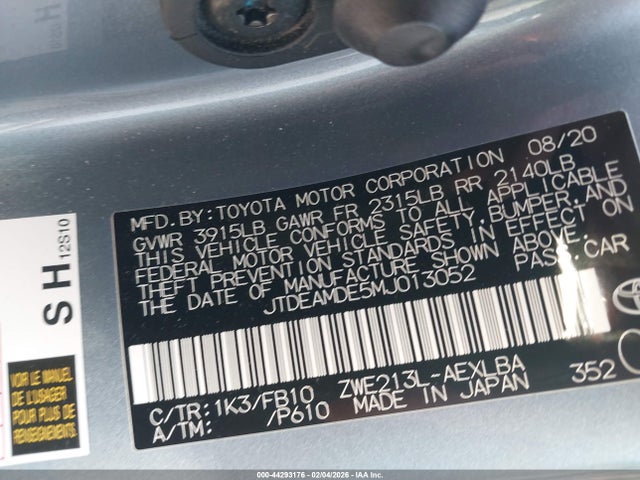 MFD. BY: TOYOTA MOTOR CORPORATION 08/20
GVWR 3915LB GAWR FR 2315LB RR 2140LB
THIS VEHICLE CONFORMS TO ALL APPLICABLE
FEDERAL MOTOR VEHICLE SAFETY, BUMPER, AND
THEFT PREVENTION STANDARDS IN EFFECT ON
THE DATE OF MANUFACTURE SHOWN ABOVE.
JTDEAMDE5MJ013052 PASS. CAR
C/TR: 1K3/FB10 ZWE213L-AEXLBA
A/TM: /P610 MADE IN JAPAN 352
SH
12S10
VOIR LE MANUEL
DE L'USAGER
POUR PLUS DE
RENSEIGNEMENTS
000-44293176 - 02/04/2026 - IAA Inc.